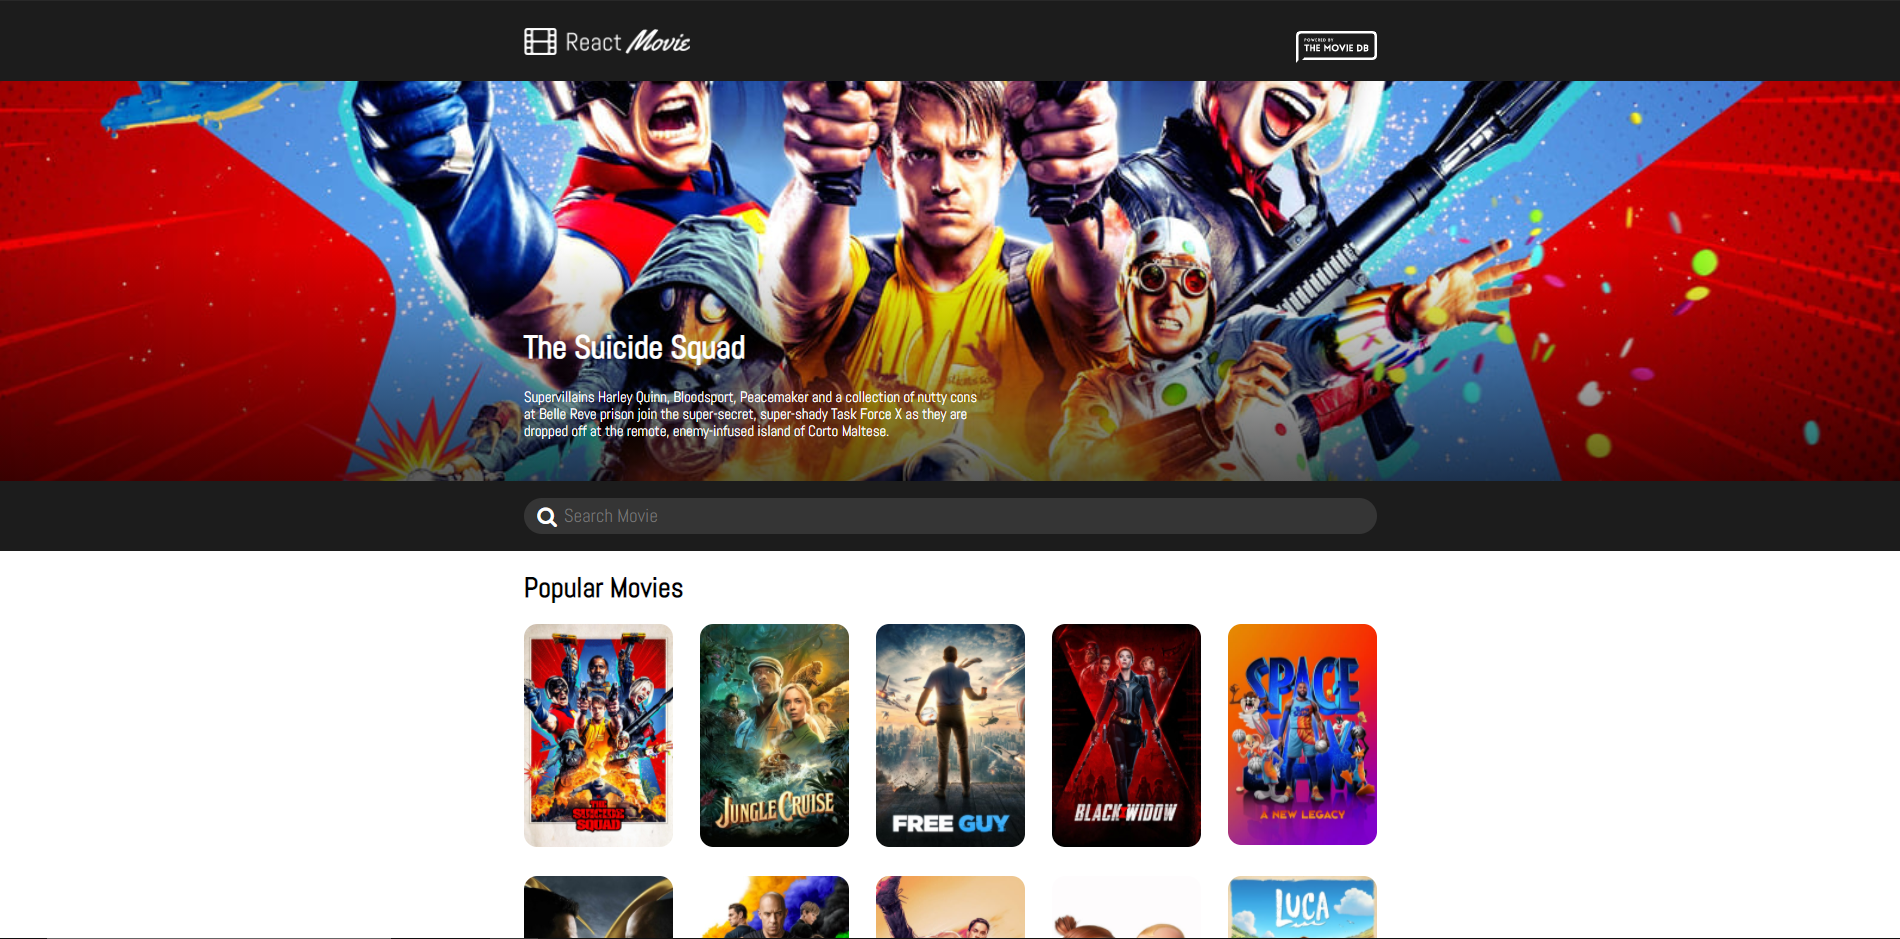 React Movie
POWERED BY
THE MOVIE DB
The Suicide Squad
Supervillains Harley Quinn, Bloodsport, Peacemaker and a collection of nutty cons
at Belle Reve prison join the super-secret, super-shady Task Force X as they are
dropped off at the remote, enemy-infused island of Corto Maltese.
Search Movie
Popular Movies
THE
SUICIDE
SQUAD
JUNGLE CRUISE
FREE GUY
BLACK WIDOW
SPACE
A NEW LEGACY
LUCA